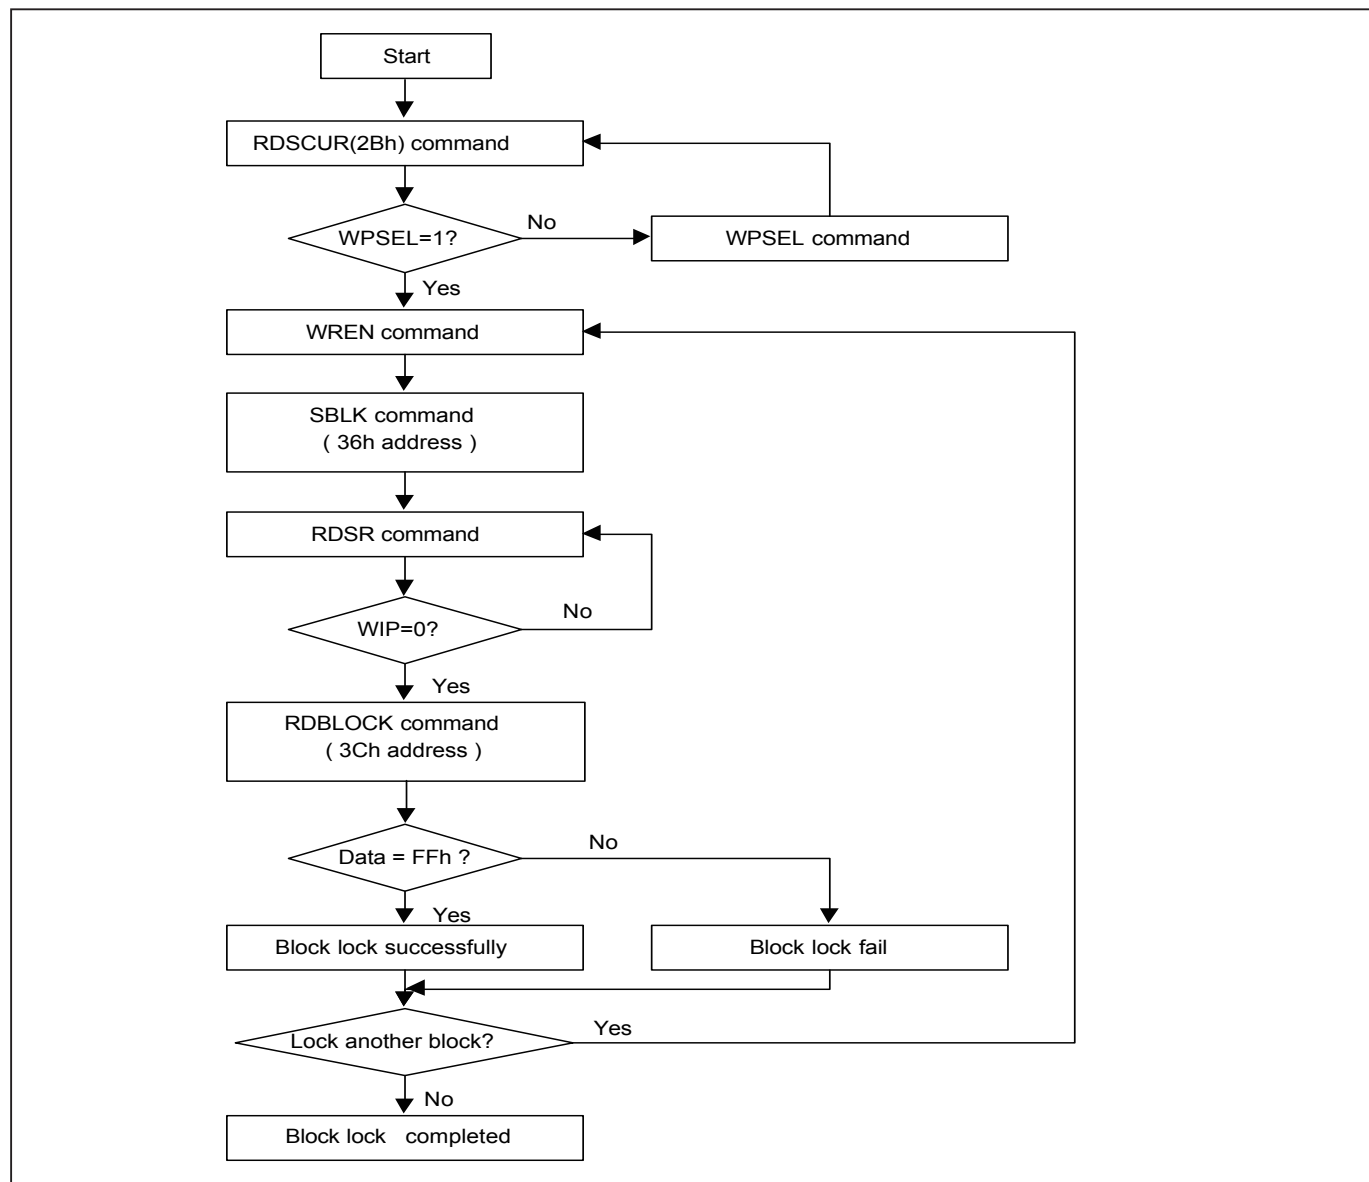 Start
RDSCUR(2Bh) command
WPSEL=1?
No
WPSEL command
Yes
WREN command
SBLK command
( 36h address )
RDSR command
WIP=0?
No
Yes
RDBLOCK command
( 3Ch address )
Data = FFh ?
No
Yes
Block lock successfully
Block lock fail
Lock another block?
Yes
No
Block lock completed